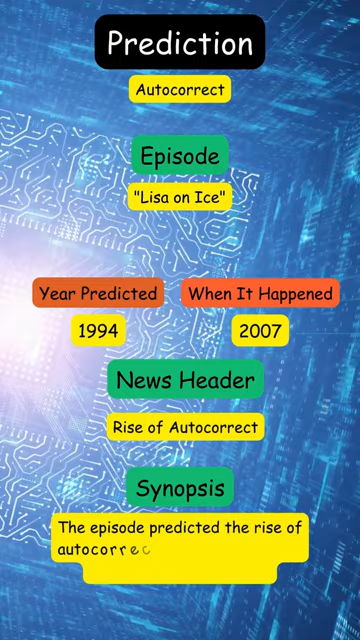 Prediction
Autocorrect
Episode
"Lisa on Ice"
Year Predicted
When It Happened
1994
2007
News Header
Rise of Autocorrect
Synopsis
The episode predicted the rise of
autocorrec